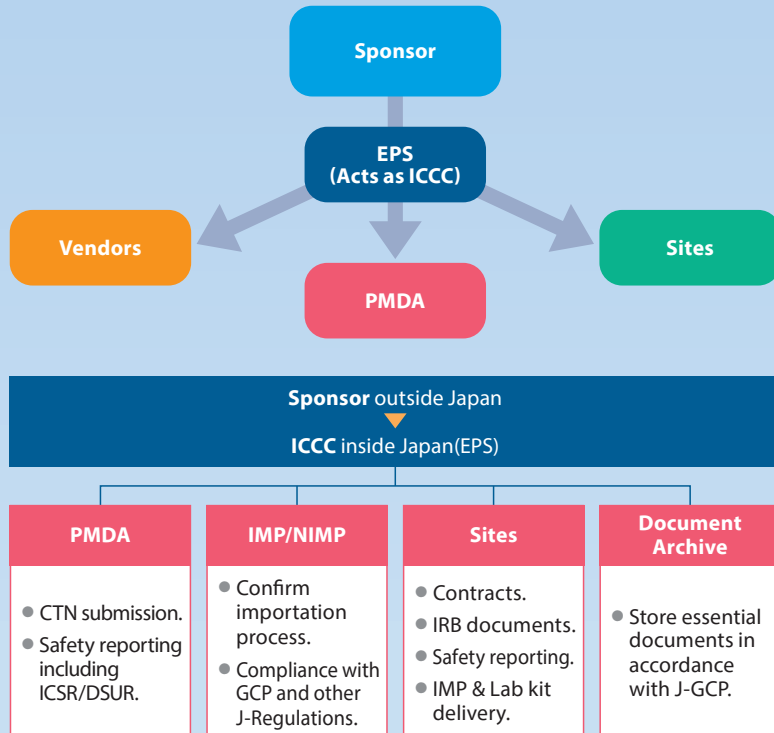 Sponsor
EPS
(Acts as ICCC)
Vendors
Sites
PMDA
Sponsor outside Japan
ICCC inside Japan(EPS)
PMDA
CTN submission.
Safety reporting
including
ICSR/DSUR.
IMP/NIMP
Confirm
importation
process.
Compliance with
GCP and other
J-Regulations.
Sites
Contracts.
IRB documents.
Safety reporting.
IMP & Lab kit
delivery.
Document
Archive
Store essential
documents in
accordance
with J-GCP.